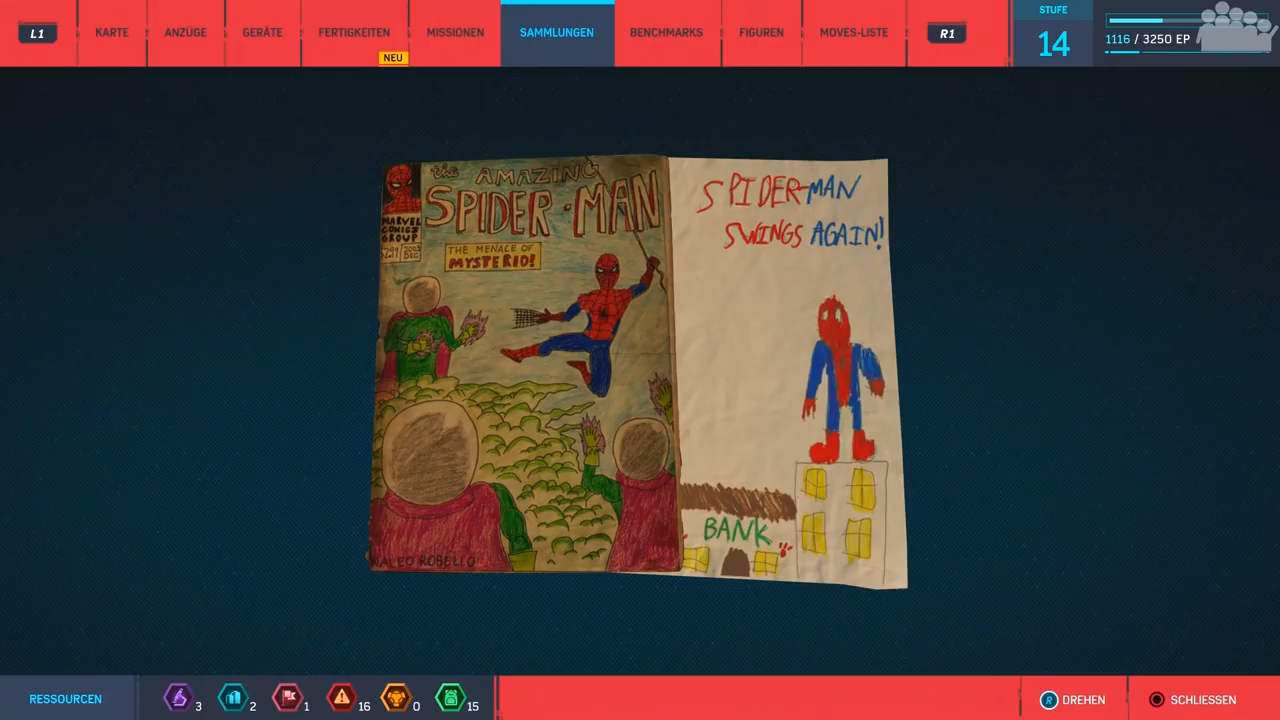 L1 KARTE ANZÜGE GERÄTE FERTIGKEITEN MISSIONEN SAMMLUNGEN BENCHMARKS FIGUREN MOVES-LISTE R1
NEU
STUFE
14
1116 / 3250 EP
the AMAZING
SPIDER-MAN
MARVEL
COMICS
GROUP
THE MENACE OF
MYSTERIO!
SPIDER-MAN
SWINGS AGAIN!
BANK
ROBELLO
RESSOURCEN 3 2 1 16 0 15 R DREHEN SCHLIESSEN